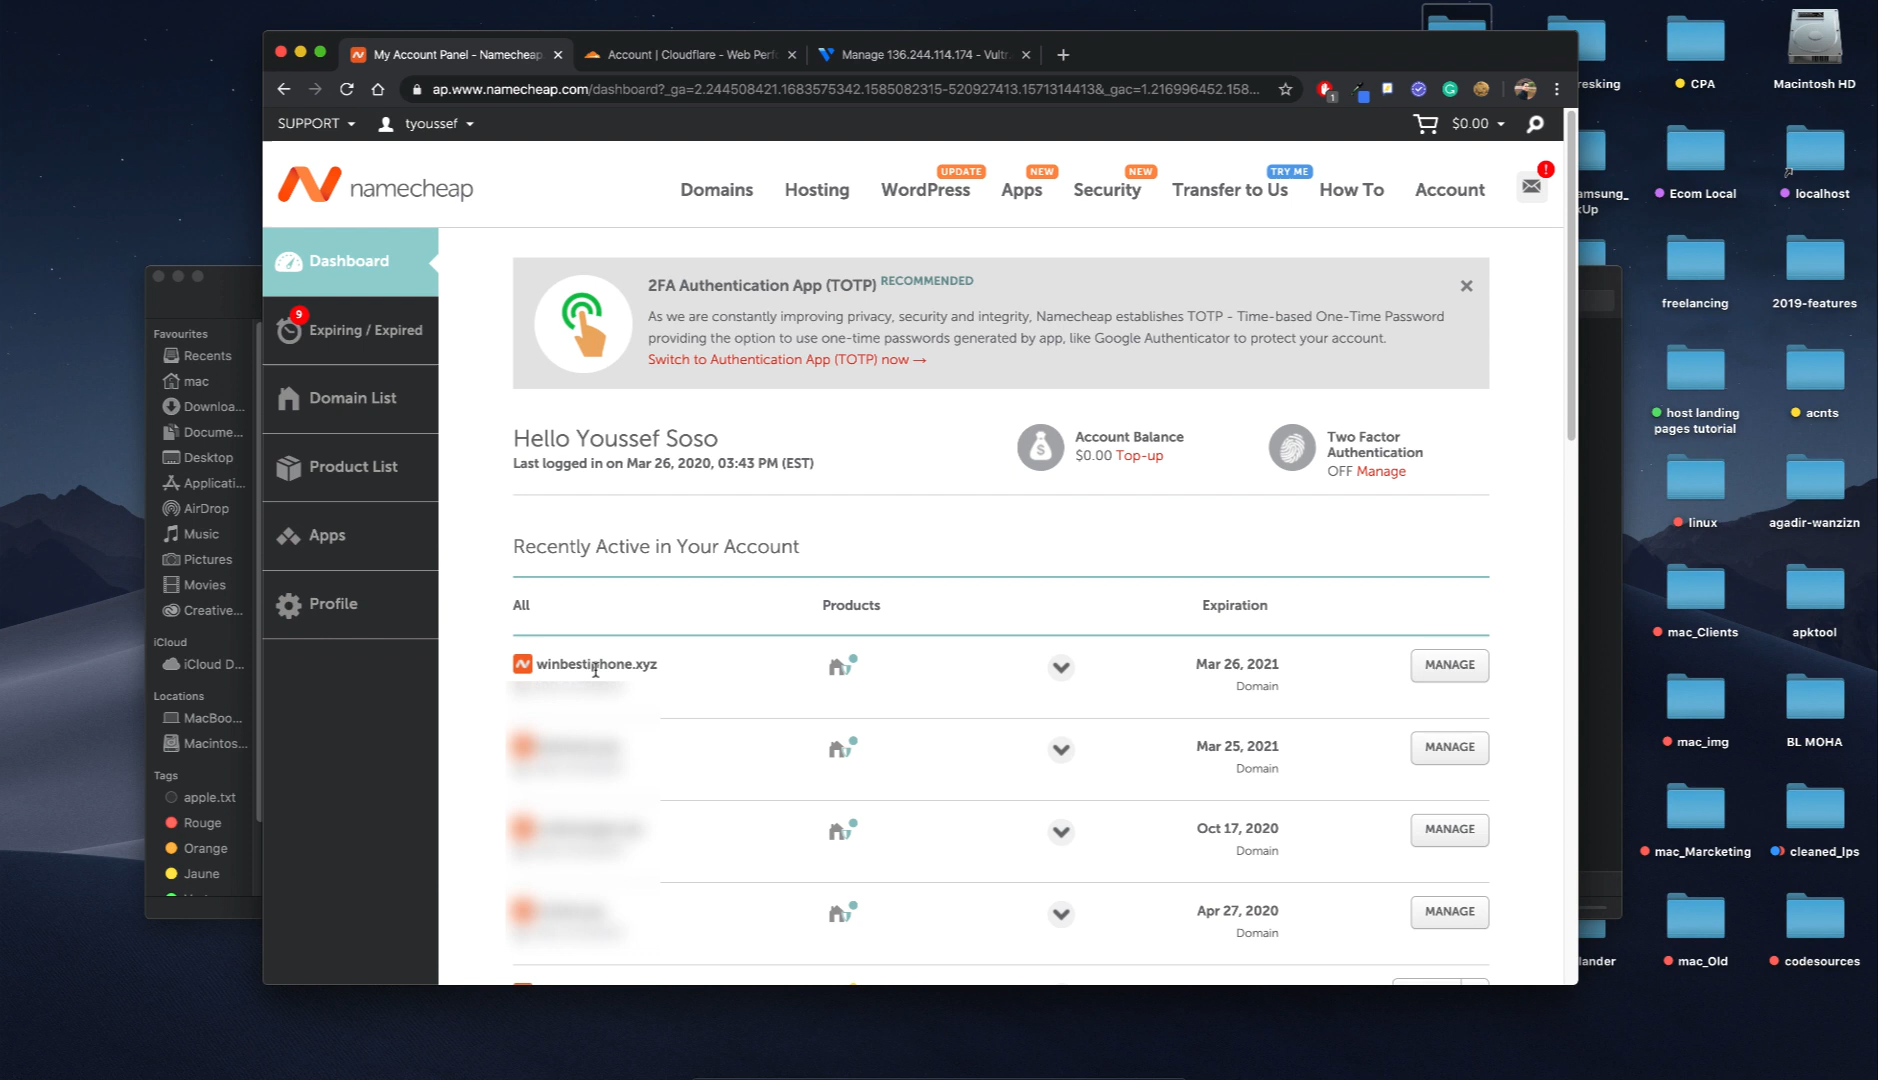 My Account Panel - Namecheap
Account | Cloudflare - Web Perf
Manage 136.244.114.174 - Vultr.
ap.www.namecheap.com/dashboard?_ga=2.244508421.1683575342.1585082315-520927413.1571314413&_gac=1.216996452.158...
1
SUPPORT
tyoussef
$0.00
namecheap
Domains
Hosting
UPDATE
WordPress
NEW
Apps
NEW
Security
TRY ME
Transfer to Us
How To
Account
!
Dashboard
9
Expiring / Expired
Domain List
Product List
Apps
Profile
2FA Authentication App (TOTP) RECOMMENDED
As we are constantly improving privacy, security and integrity, Namecheap establishes TOTP - Time-based One-Time Password
providing the option to use one-time passwords generated by app, like Google Authenticator to protect your account.
Switch to Authentication App (TOTP) now →
Hello Youssef Soso
Last logged in on Mar 26, 2020, 03:43 PM (EST)
Account Balance
$0.00 Top-up
Two Factor
Authentication
OFF Manage
Recently Active in Your Account
All
Products
Expiration
winbestiphone.xyz
Mar 26, 2021
Domain
MANAGE
Mar 25, 2021
Domain
MANAGE
Oct 17, 2020
Domain
MANAGE
Apr 27, 2020
Domain
MANAGE
Favourites
Recents
mac
Downloa...
Docume...
Desktop
Applicati...
AirDrop
Music
Pictures
Movies
Creative...
iCloud
iCloud D...
Locations
MacBoo...
Macintos...
Tags
apple.txt
Rouge
Orange
Jaune
resking
CPA
Macintosh HD
amsung_
kUp
Ecom Local
localhost
freelancing
2019-features
host landing
pages tutorial
acnts
linux
agadir-wanzizn
mac_Clients
apktool
mac_img
BL MOHA
mac_Marcketing
cleaned_lps
lander
mac_Old
codesources